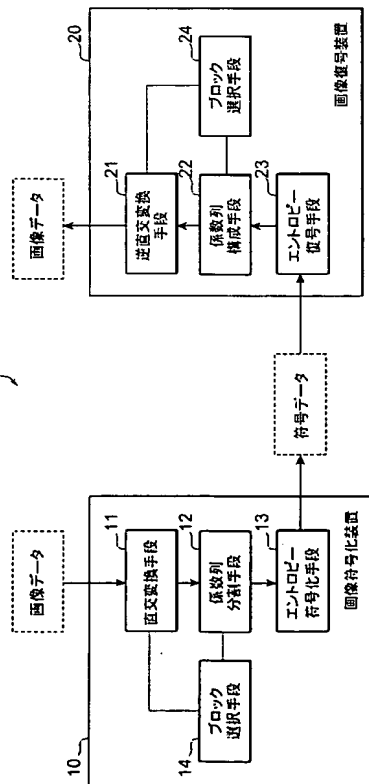 画像データ
10
直交変換手段
11
係数列
分割手段
12
エントロピー
符号化手段
13
ブロック
選択手段
14
画像符号化装置
符号データ
20
画像データ
逆直交変換
手段
21
係数列
構成手段
22
エントロピー
復号手段
23
ブロック
選択手段
24
画像復号装置